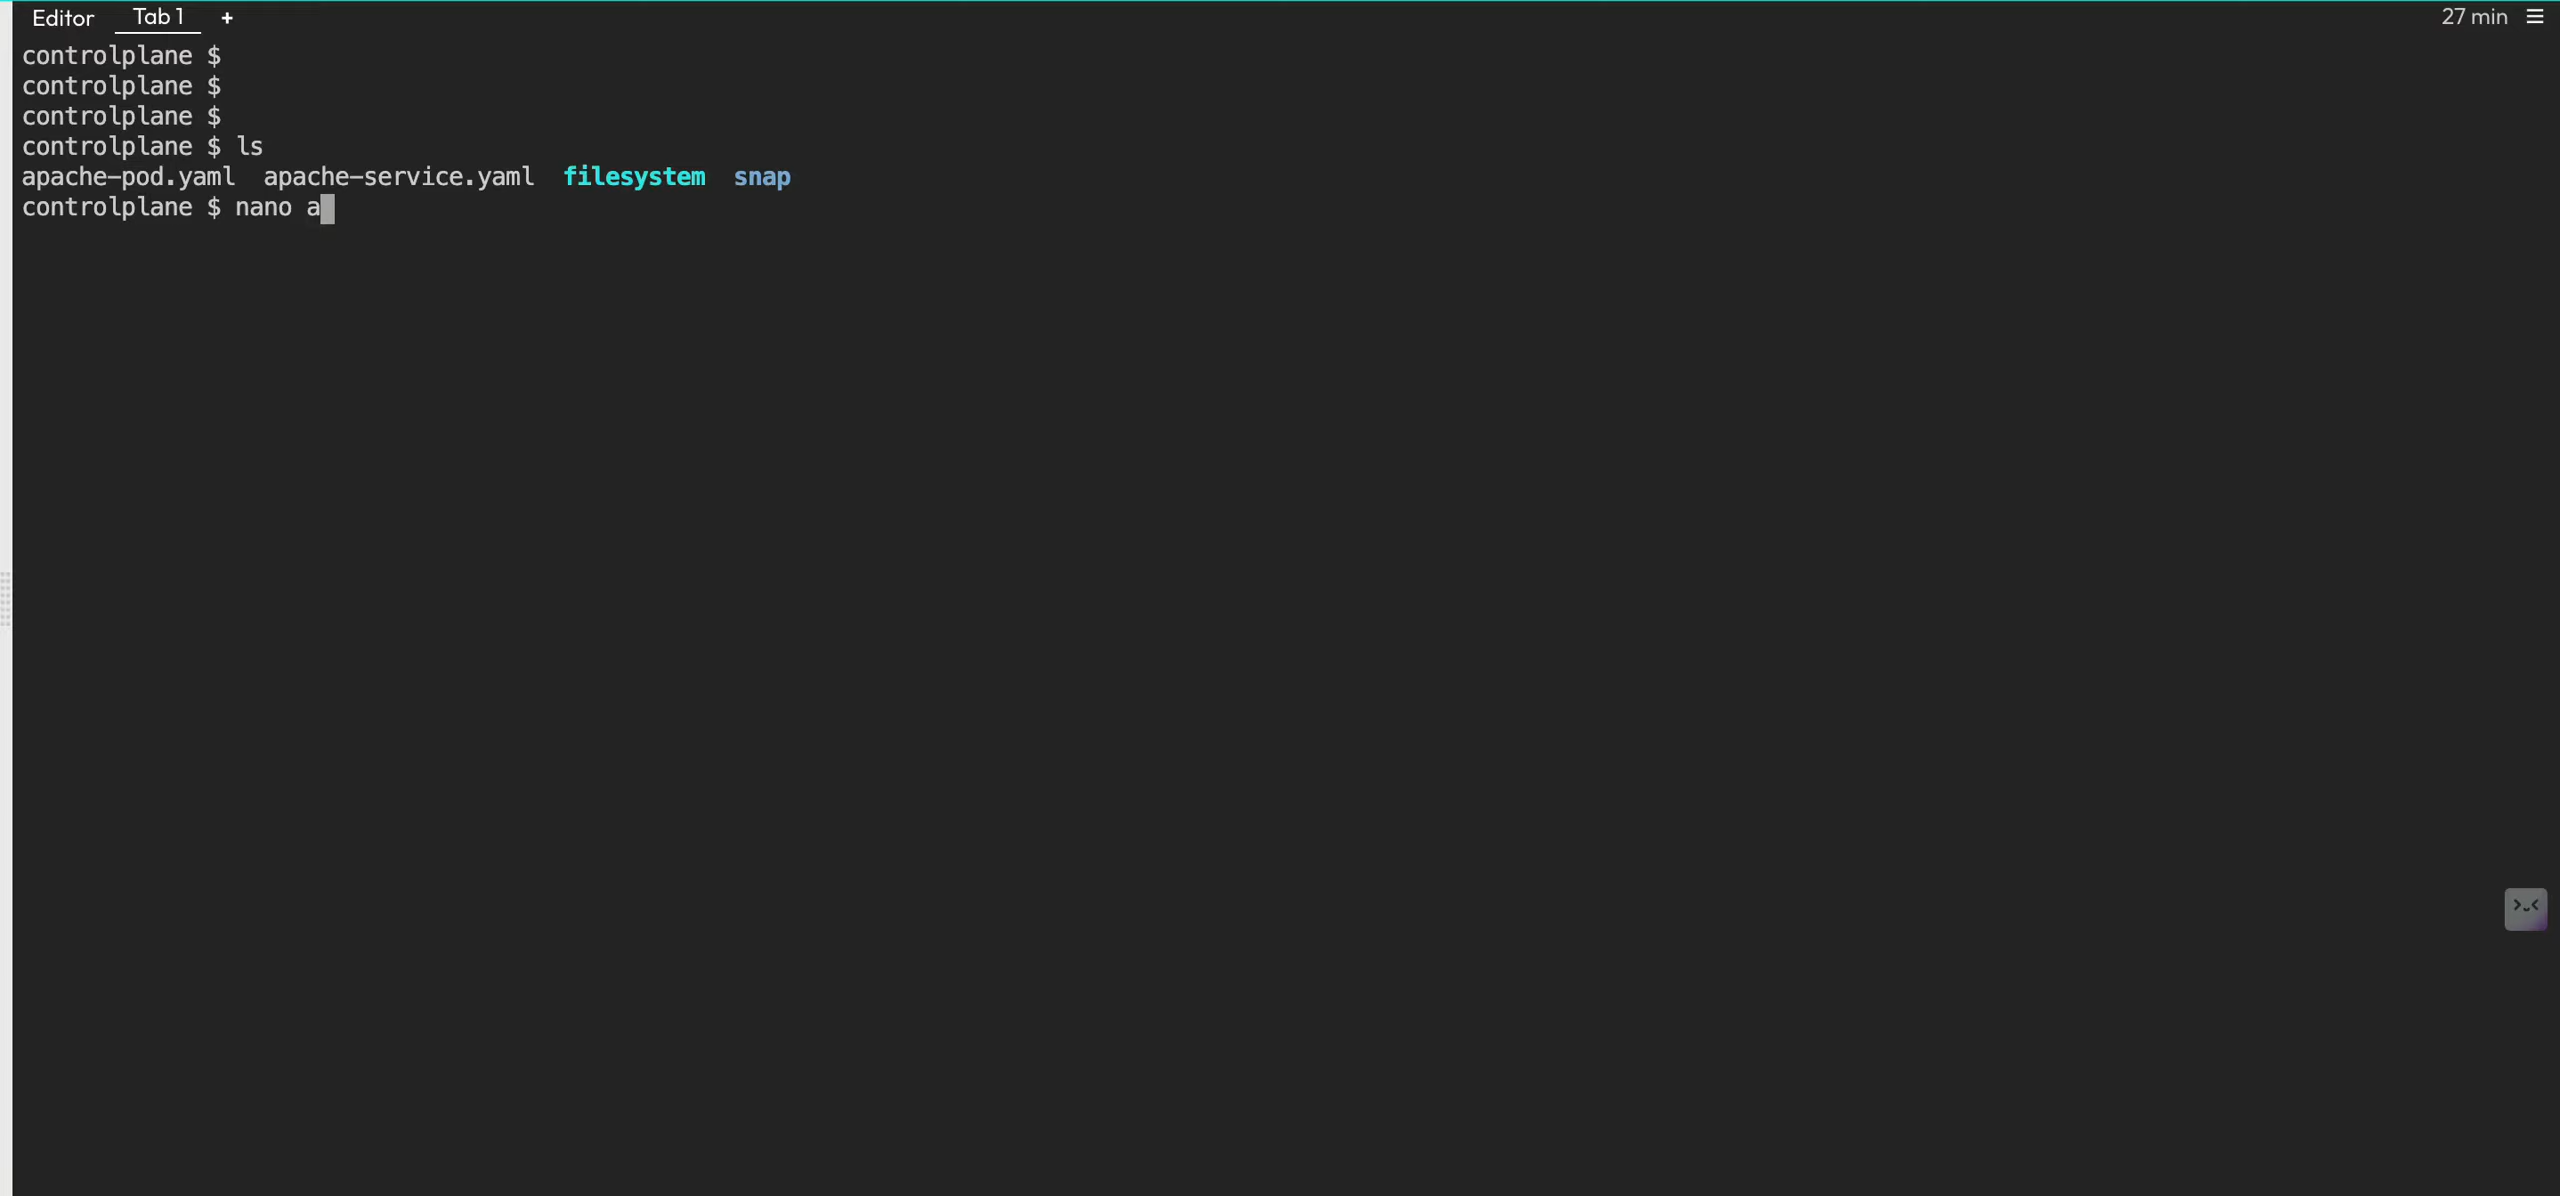 Editor Tab 1 + 27 min
controlplane $
controlplane $
controlplane $
controlplane $ ls
apache-pod.yaml apache-service.yaml filesystem snap
controlplane $ nano a